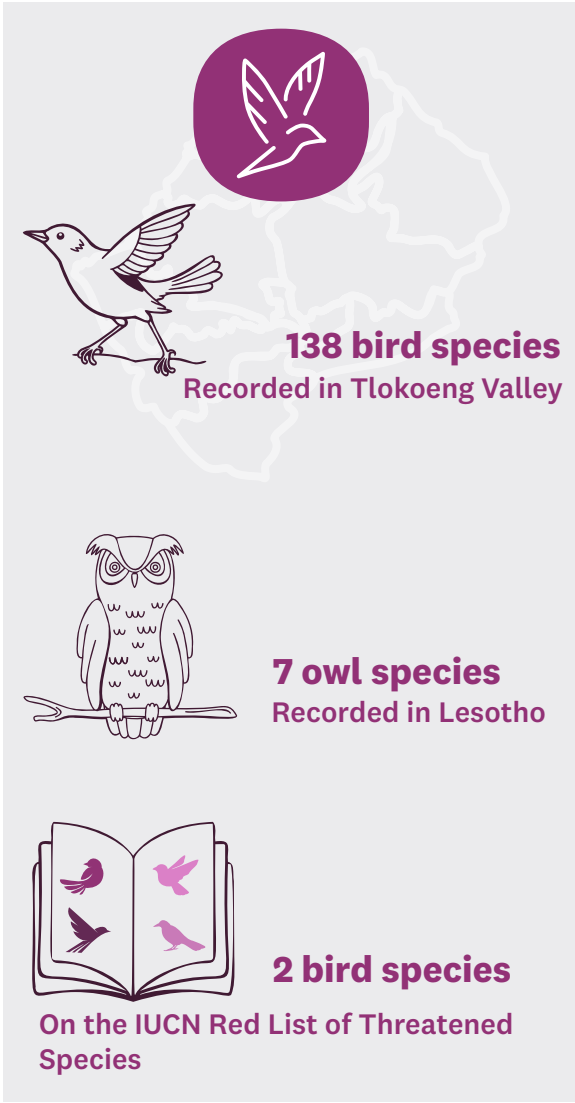 138 bird species
Recorded in Tlokoeng Valley
7 owl species
Recorded in Lesotho
2 bird species
On the IUCN Red List of Threatened
Species